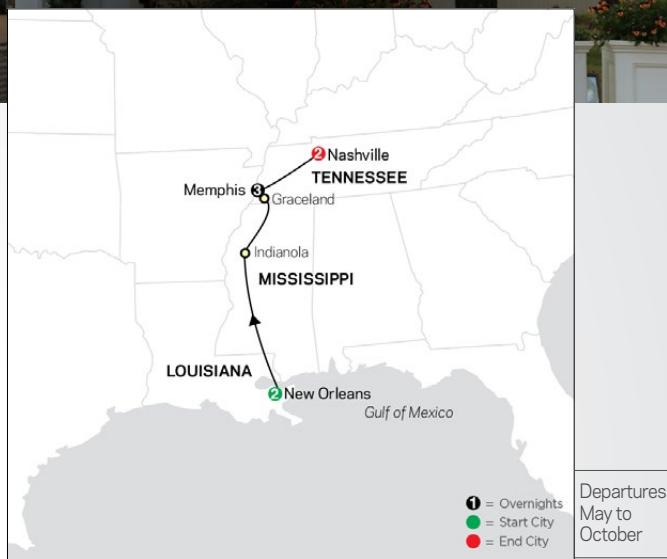 2 Nashville
TENNESSEE
Memphis 3
Graceland
Indianola
MISSISSIPPI
LOUISIANA
2 New Orleans
Gulf of Mexico
1 = Overnights
= Start City
= End City
Departures
May to
October